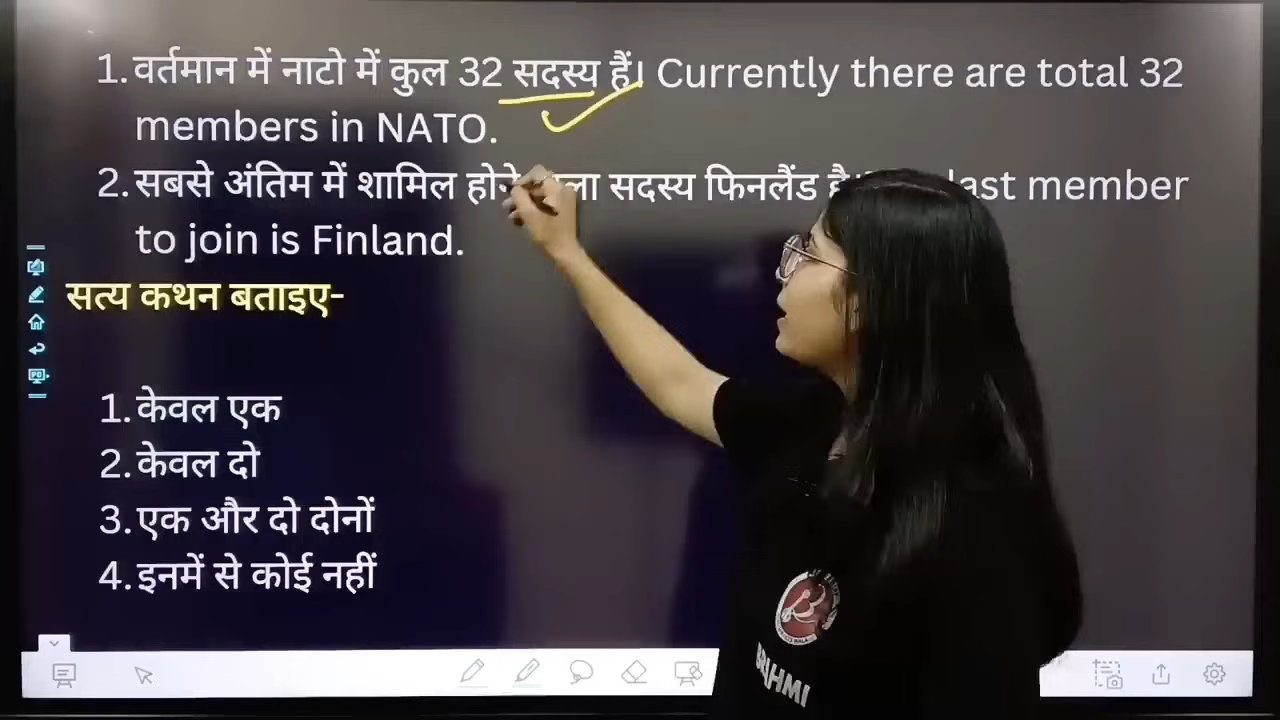 1. वर्तमान में नाटो में कुल 32 सदस्य हैं। Currently there are total 32
members in NATO.
2. सबसे अंतिम में शामिल होने सदस्य फिनलैंड last member
to join is Finland.
सत्य कथन बताइए-
1. केवल एक
2. केवल दो
3. एक और दो दोनों
4. इनमें से कोई नहीं
BRAHMI